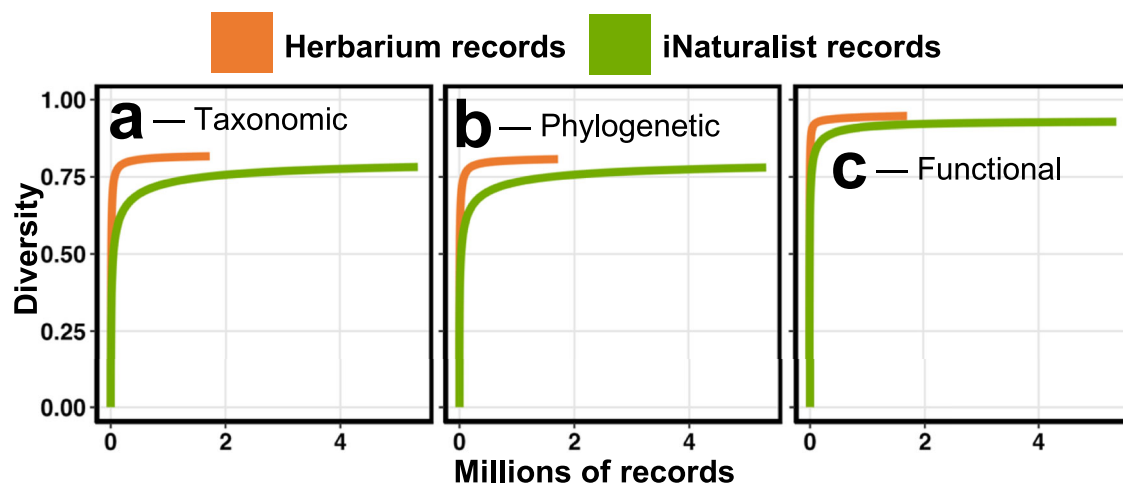 Herbarium records iNaturalist records
a — Taxonomic
b — Phylogenetic
c — Functional
Diversity
1.00
0.75
0.50
0.25
0.00
0 2 4
0 2 4
0 2 4
Millions of records